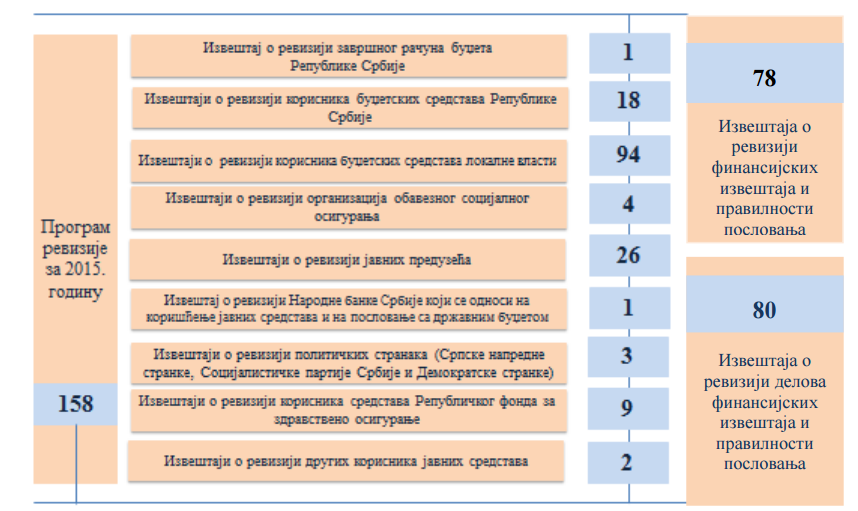 Програм
ревизије
за 2015.
годину
158
Извештај о ревизији завршног рачуна буџета
Републике Србије
1
Извештаји о ревизији корисника буџетских средстава Републике
Србије
18
Извештаји о ревизији корисника буџетских средстава локалне власти
94
Извештаји о ревизији организација обавезног социјалног
осигурања
4
Извештаји о ревизији јавних предузећа
26
Извештај о ревизији Народне банке Србије који се односи на
коришћење јавних средстава и на пословање са државним буџетом
1
Извештаји о ревизији политичких странака (Српске напредне
странке, Социјалистичке партије Србије и Демократске странке)
3
Извештаји о ревизији корисника средстава Републичког фонда за
здравствено осигурање
9
Извештаји о ревизији других корисника јавних средстава
2
78
Извештаја о
ревизији
финансијских
извештаја и
правилности
пословања
80
Извештаја о
ревизији делова
финансијских
извештаја и
правилности
пословања